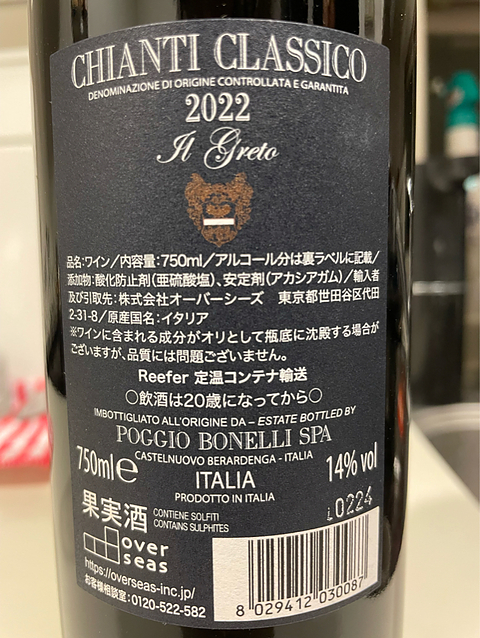 CHIANTI CLASSICO
DENOMINAZIONE DI ORIGINE CONTROLLATA E GARANTITA
2022
Il Greto
品名:ワイン/内容量:750ml/アルコール分は裏ラベルに記載/
添加物:酸化防止剤(亜硫酸塩)、安定剤(アカシアガム)/輸入者
及び引取先:株式会社オーバーシーズ 東京都世田谷区代田
2-31-8/原産国名:イタリア
※ワインに含まれる成分がオリとして瓶底に沈殿する場合が
ございますが、品質には問題ございません。
Reefer 定温コンテナ輸送
○飲酒は20歳になってから○
IMBOTTIGLIATO ALL'ORIGINE DA – ESTATE BOTTLED BY
POGGIO BONELLI SPA
CASTELNUOVO BERARDENGA - ITALIA
750ml e
ITALIA
14% vol
PRODOTTO IN ITALIA
L0224
果実酒
CONTIENE SOLFITI
CONTAINS SULPHITES
over
seas
https://overseas-inc.jp/
お客様相談室:0120-522-582
8 029412 030087